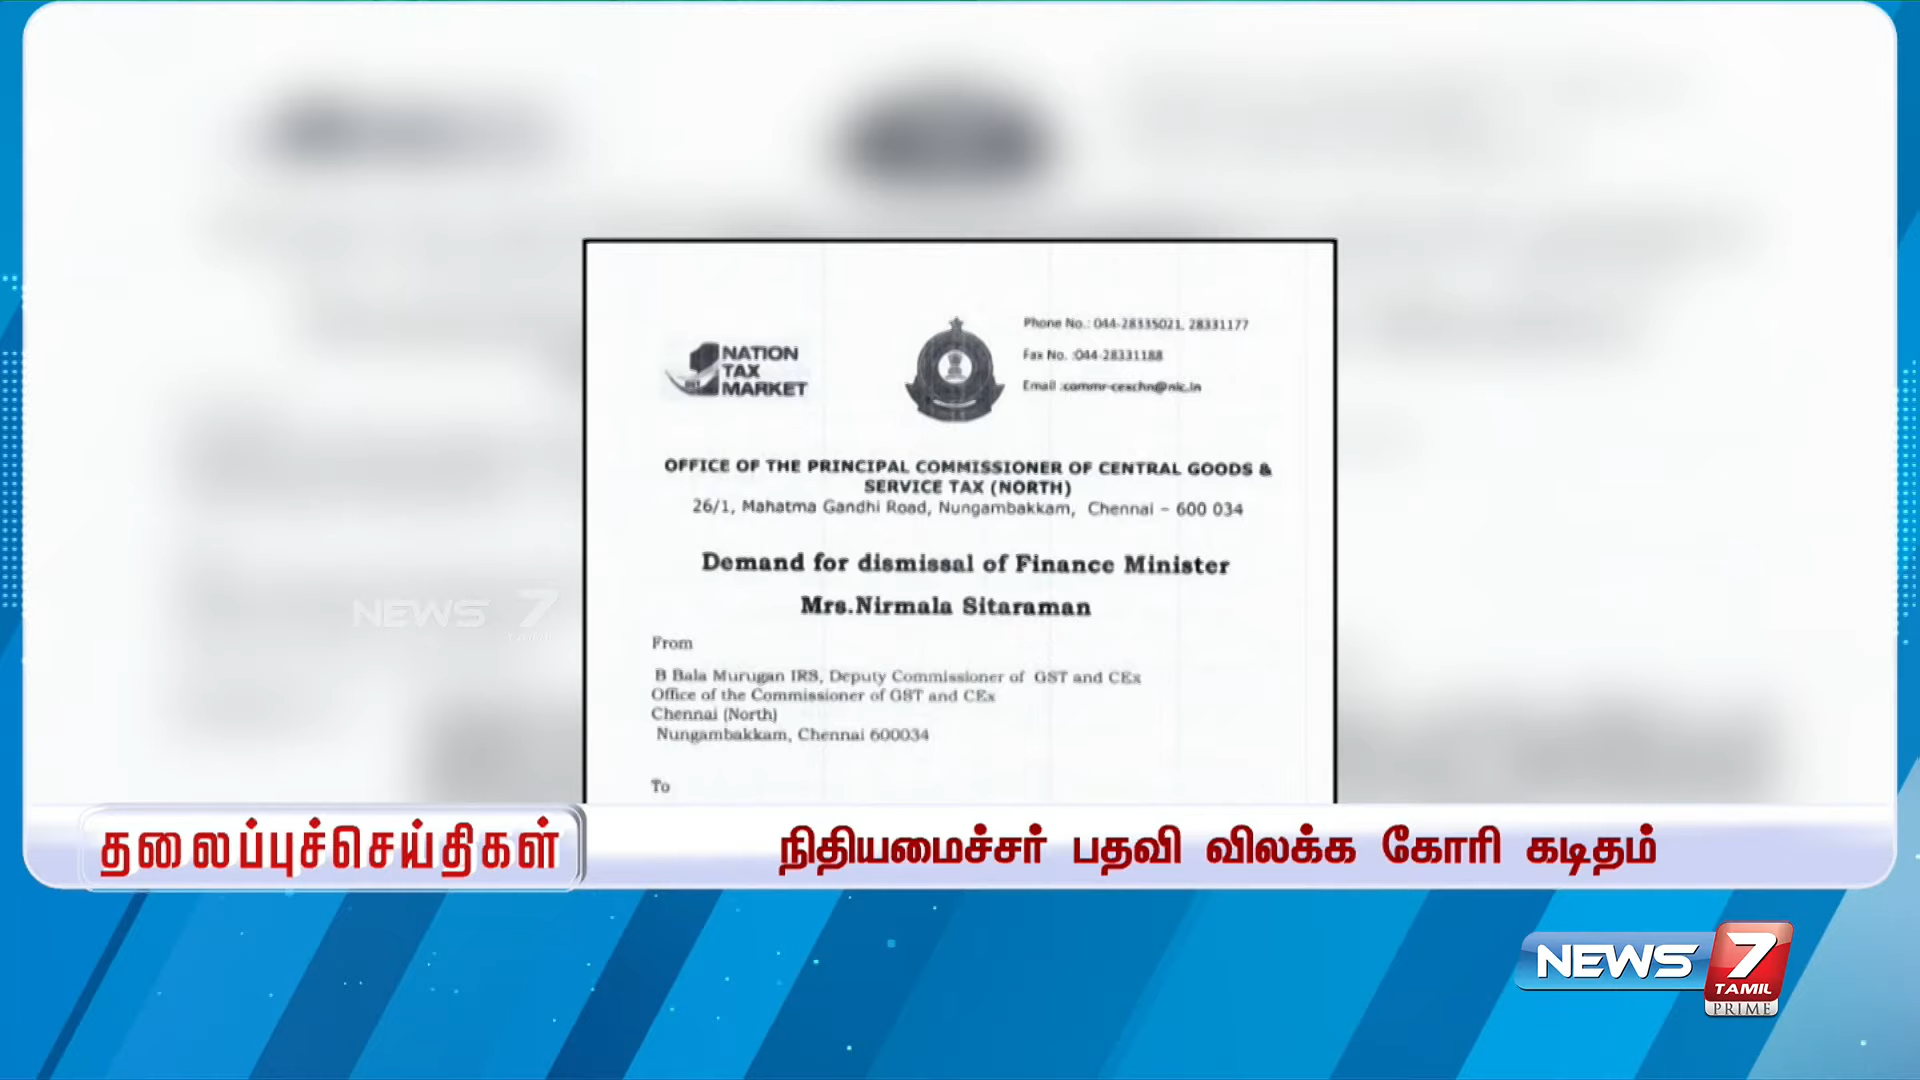 NATION
TAX
MARKET
Phone No.: 044-28335021, 28331177
Fax No. :044-28331188
Email :commr-cexchn@nic.in
OFFICE OF THE PRINCIPAL COMMISSIONER OF CENTRAL GOODS &
SERVICE TAX (NORTH)
26/1, Mahatma Gandhi Road, Nungambakkam, Chennai - 600 034
Demand for dismissal of Finance Minister
Mrs.Nirmala Sitaraman
From
B Bala Murugan IRS, Deputy Commissioner of GST and CEx
Office of the Commissioner of GST and CEx
Chennai (North)
Nungambakkam, Chennai 600034
To
NEWS 7
தலைப்புச்செய்திகள்
நிதியமைச்சர் பதவி விலக்க கோரி கடிதம்
NEWS 7
TAMIL
PRIME